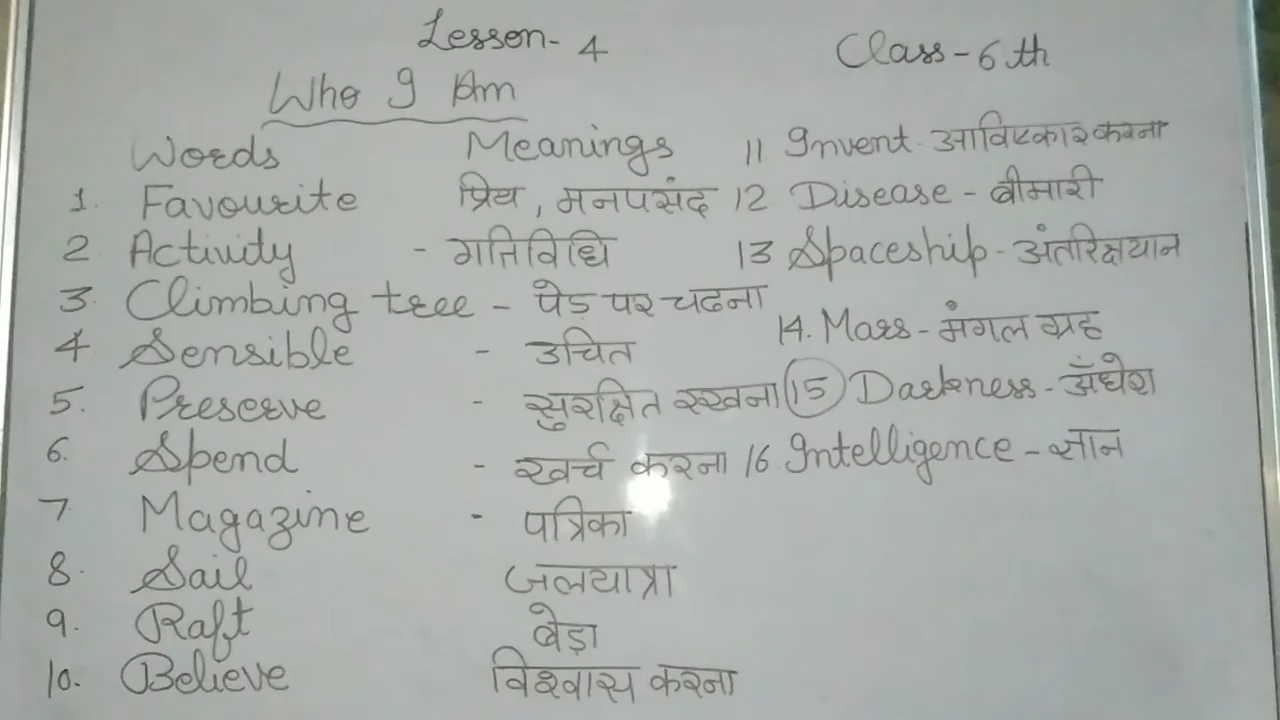 Lesson- 4
Class-6 th
Who I Am
Words Meanings
1. Favourite प्रिय, मनपसंद
2. Activity - गतिविधि
3. Climbing tree - पेड़ पर चढना
4 Sensible - उचित
5. Preserve - सुरक्षित रखना
6. Spend - खर्च करना
7 Magazine - पत्रिका
8. Sail जलयात्रा
9. Raft बेड़ा
10. Believe विश्वास करना
11 Invent. आविष्कार करना
12 Disease - बीमारी
13 Spaceship - अंतरिक्षयान
14. Mars - मंगल ग्रह
15 Darkness - अँधेरा
16. Intelligence - ज्ञान